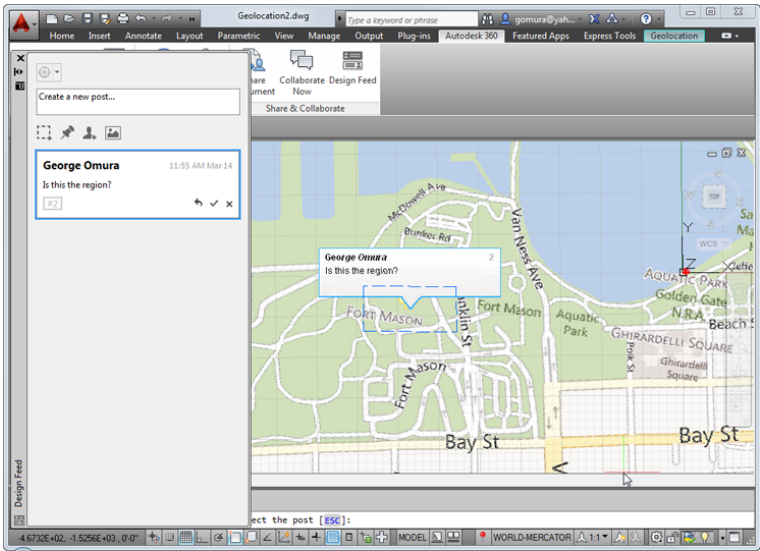 Geolocation2.dwg
Type a keyword or phrase
gomura@yah...
Home Insert Annotate Layout Parametric View Manage Output Plug-ins Autodesk 360 Featured Apps Express Tools Geolocation
Collaborate Now
Design Feed
Share & Collaborate
Create a new post...
George Omura 11:55 AM Mar 14
Is this the region?
#2
Design Feed
McDowell Ave
Bunker Rd
Van Ness Ave
George Omura 2
Is this the region?
FORT MASON
Fort Mason
Fort Mason
Aquatic Park
AQUATIC PARK
Golden Gate
N.R.A.
Beach
GHIRARDELLI SQUARE
Ghirardelli
Square
Polk St
Bay St
Bay St
TOP
WCS
Y
Z
X
ect the post [ESC]:
-4.6732E+02, -1.5256E+03, 0'-0"
MODEL
WORLD-MERCATOR
1:1